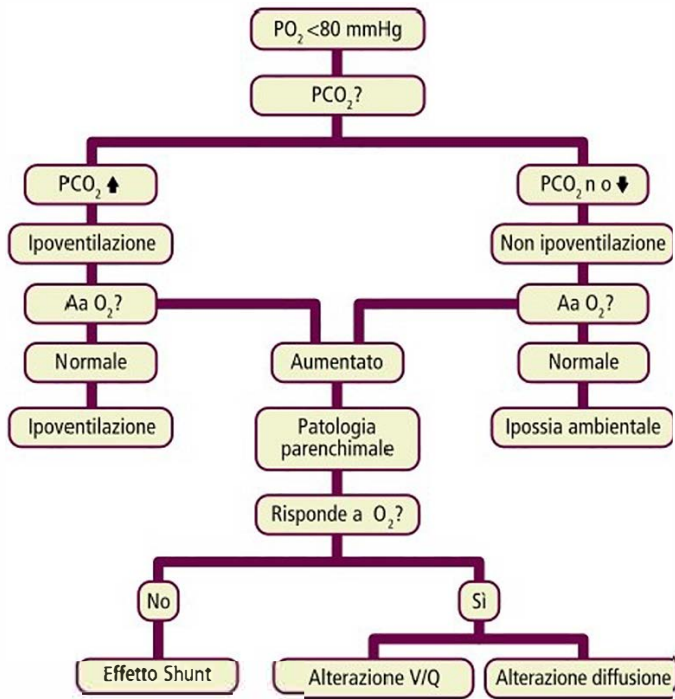 PO₂ <80 mmHg
PCO₂?
PCO₂ ⬆
PCO₂ n o ⬇
Ipoventilazione
Non ipoventilazione
Aa O₂?
Aa O₂?
Normale
Aumentato
Normale
Ipoventilazione
Patologia
parenchimale
Ipossia ambientale
Risponde a O₂?
No
Sì
Effetto Shunt
Alterazione V/Q
Alterazione diffusione